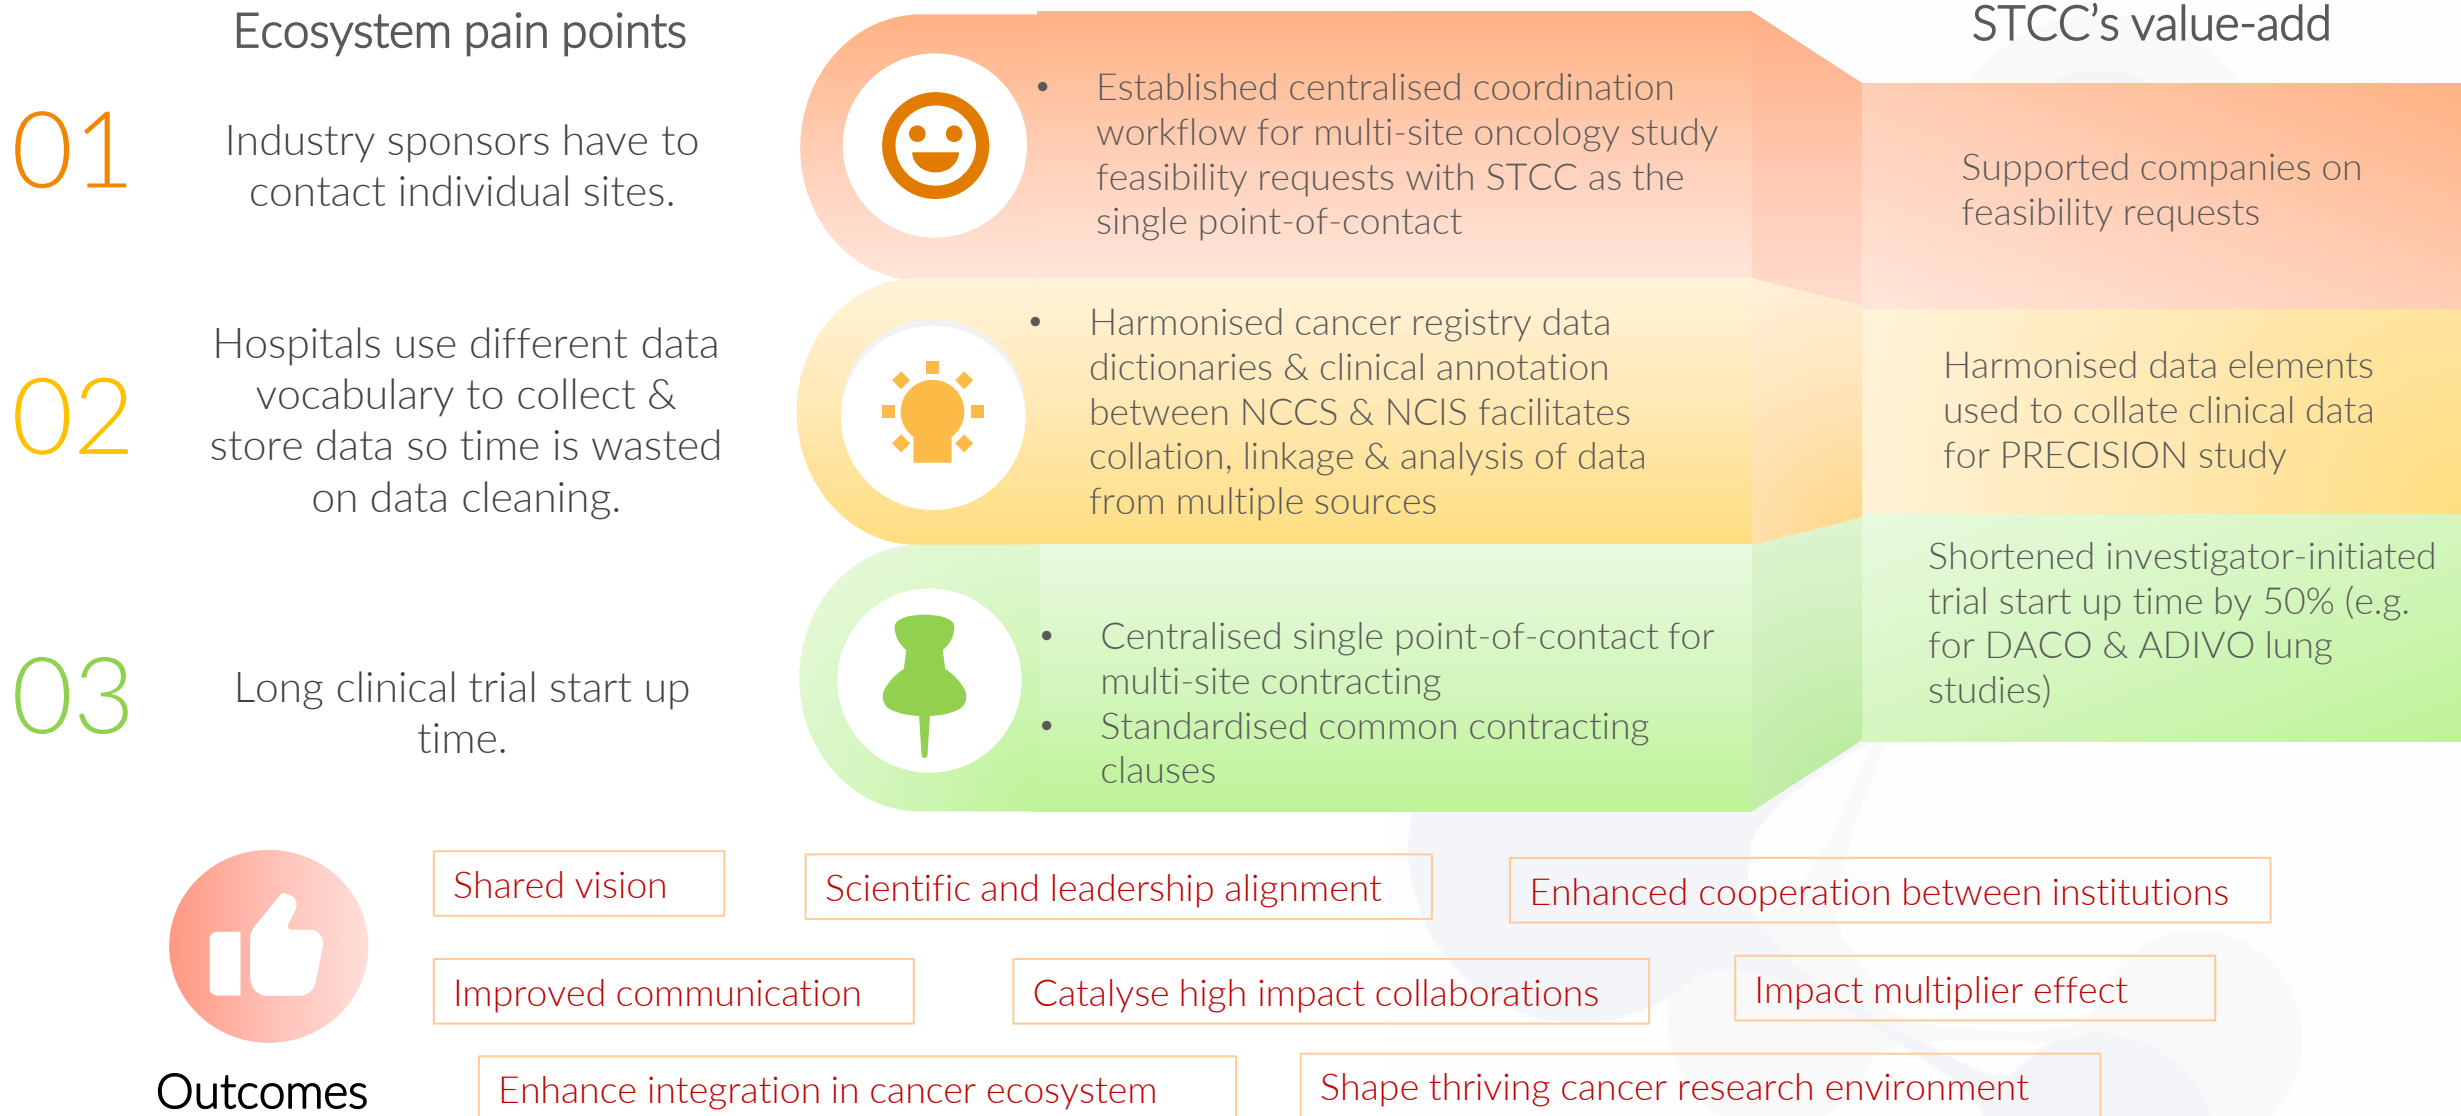 Ecosystem pain points
STCC’s value-add
01
Industry sponsors have to
contact individual sites.
• Established centralised coordination
workflow for multi-site oncology study
feasibility requests with STCC as the
single point-of-contact
Supported companies on
feasibility requests
02
Hospitals use different data
vocabulary to collect &
store data so time is wasted
on data cleaning.
• Harmonised cancer registry data
dictionaries & clinical annotation
between NCCS & NCIS facilitates
collation, linkage & analysis of data
from multiple sources
Harmonised data elements
used to collate clinical data
for PRECISION study
03
Long clinical trial start up
time.
• Centralised single point-of-contact for
multi-site contracting
• Standardised common contracting
clauses
Shortened investigator-initiated
trial start up time by 50% (e.g.
for DACO & ADIVO lung
studies)
Outcomes
Shared vision
Scientific and leadership alignment
Enhanced cooperation between institutions
Improved communication
Catalyse high impact collaborations
Impact multiplier effect
Enhance integration in cancer ecosystem
Shape thriving cancer research environment